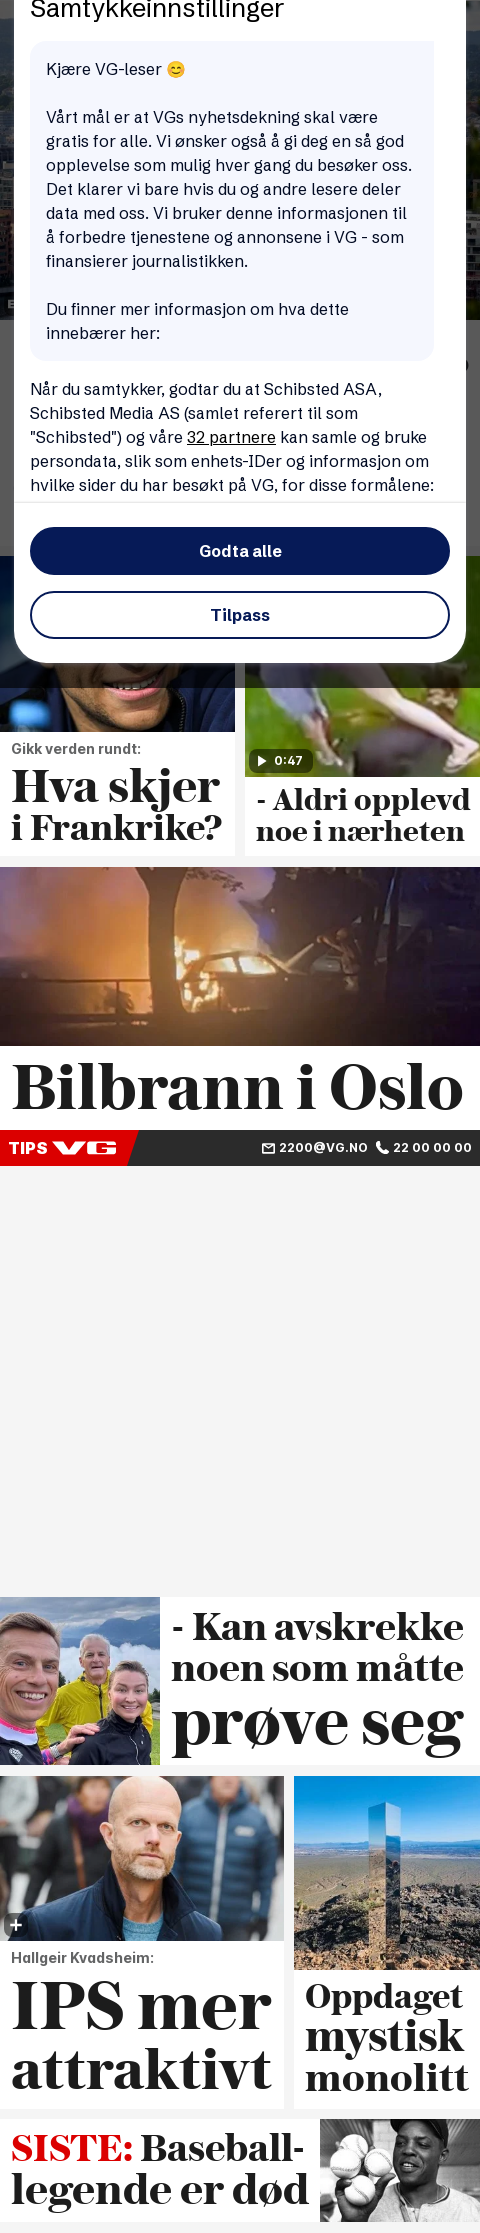 Samtykkeinnstillinger
Kjære VG-leser 😊
Vårt mål er at VGs nyhetsdekning skal være
gratis for alle. Vi ønsker også å gi deg en så god
opplevelse som mulig hver gang du besøker oss.
Det klarer vi bare hvis du og andre lesere deler
data med oss. Vi bruker denne informasjonen til
å forbedre tjenestene og annonsene i VG - som
finansierer journalistikken.
Du finner mer informasjon om hva dette
innebærer her:
Når du samtykker, godtar du at Schibsted ASA,
Schibsted Media AS (samlet referert til som
"Schibsted") og våre 32 partnere kan samle og bruke
persondata, slik som enhets-IDer og informasjon om
hvilke sider du har besøkt på VG, for disse formålene:
Godta alle
Tilpass
Gikk verden rundt:
Hva skjer
i Frankrike?
0:47
- Aldri opplevd
noe i nærheten
Bilbrann i Oslo
TIPS VG 2200@VG.NO 22 00 00 00
- Kan avskrekke
noen som måtte
prøve seg
Hallgeir Kvadsheim:
IPS mer
attraktivt
Oppdaget
mystisk
monolitt
SISTE: Baseball-
legende er død